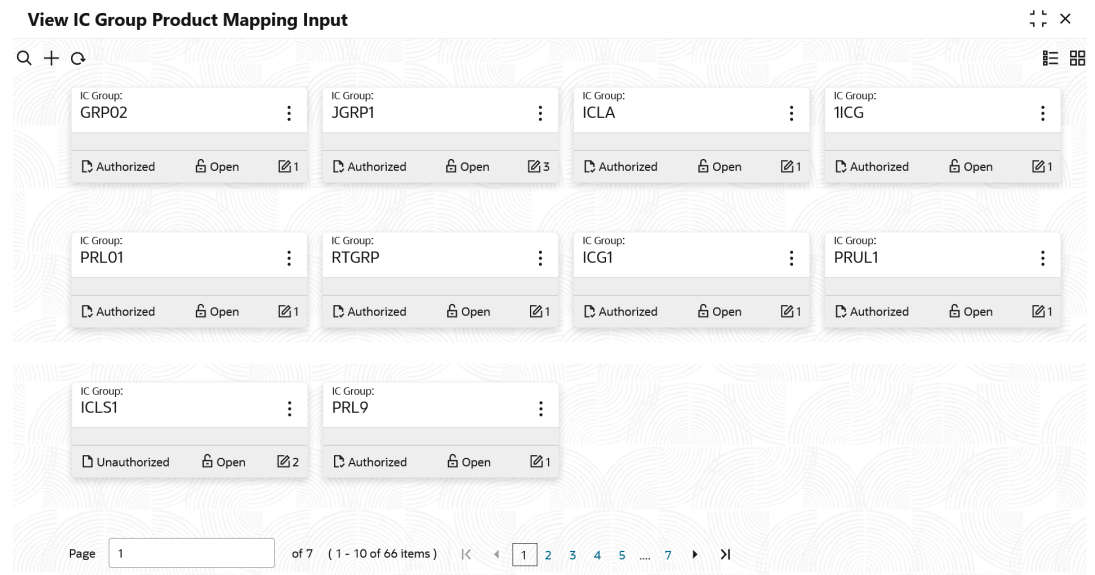 View IC Group Product Mapping Input
IC Group: IC Group: IC Group: IC Group:
GRP02 JGRP1 ICLA 1ICG
Authorized Open 1 Authorized Open 3 Authorized Open 1 Authorized Open 1
IC Group: IC Group: IC Group: IC Group:
PRL01 RTGRP ICG1 PRUL1
Authorized Open 1 Authorized Open 1 Authorized Open 1 Authorized Open 1
IC Group: IC Group:
ICLS1 PRL9
Unauthorized Open 2 Authorized Open 1
Page 1 of 7 ( 1 - 10 of 66 items ) 1 2 3 4 5 .... 7